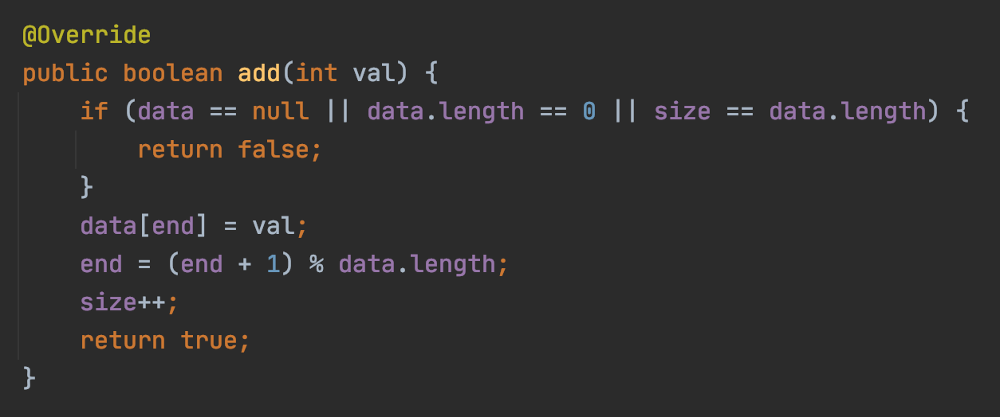 @Override
public boolean add(int val) {
    if (data == null || data.length == 0 || size == data.length) {
        return false;
    }
    data[end] = val;
    end = (end + 1) % data.length;
    size++;
    return true;
}